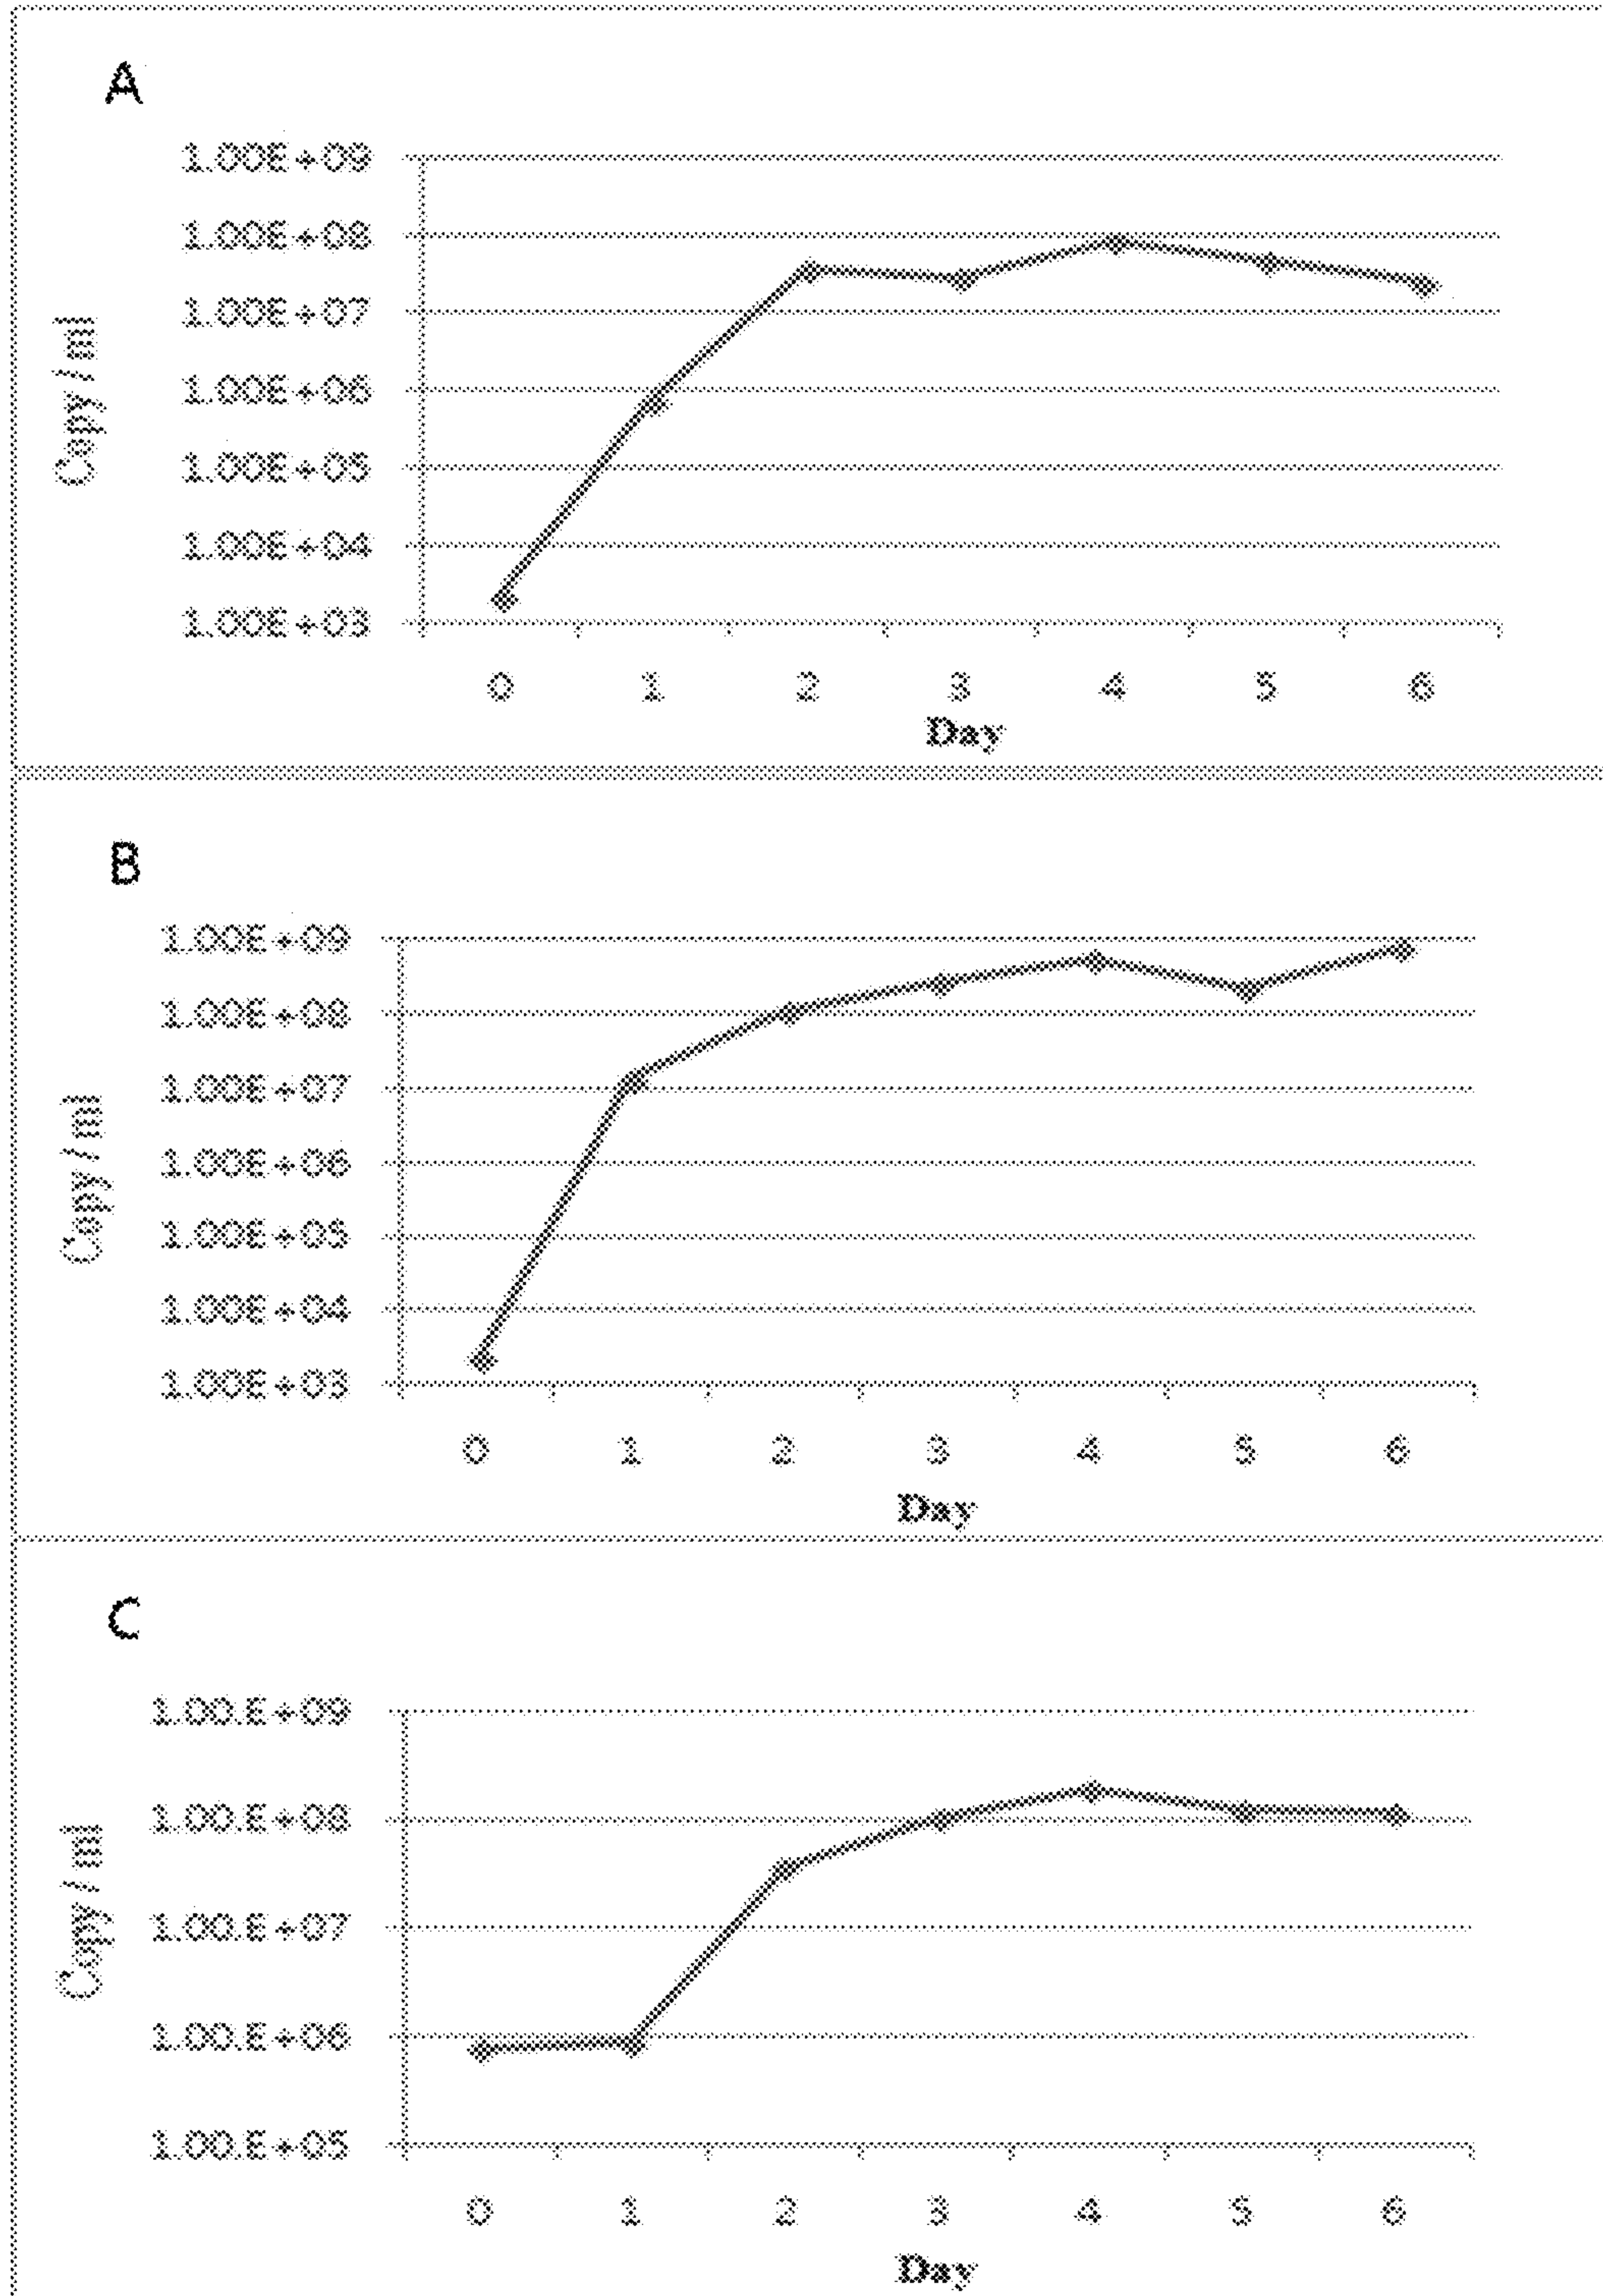 A
1.00E+09
1.00E+08
1.00E+07
1.00E+06
1.00E+05
1.00E+04
1.00E+03
Copy / ml
0 1 2 3 4 5 6
Day
B
1.00E+09
1.00E+08
1.00E+07
1.00E+06
1.00E+05
1.00E+04
1.00E+03
Copy / ml
0 1 2 3 4 5 6
Day
C
1.00.E+09
1.00.E+08
1.00.E+07
1.00.E+06
1.00.E+05
Copy / ml
0 1 2 3 4 5 6
Day